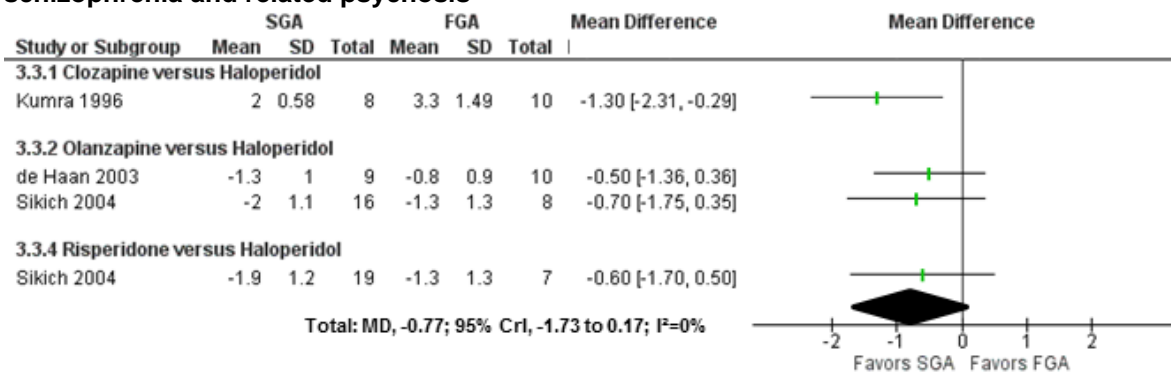 schizophrenia and related psychosis
SGA FGA Mean Difference Mean Difference
Study or Subgroup Mean SD Total Mean SD Total
3.3.1 Clozapine versus Haloperidol
Kumra 1996 2 0.58 8 3.3 1.49 10 -1.30 [-2.31, -0.29]
3.3.2 Olanzapine versus Haloperidol
de Haan 2003 -1.3 1 9 -0.8 0.9 10 -0.50 [-1.36, 0.36]
Sikich 2004 -2 1.1 16 -1.3 1.3 8 -0.70 [-1.75, 0.35]
3.3.4 Risperidone versus Haloperidol
Sikich 2004 -1.9 1.2 19 -1.3 1.3 7 -0.60 [-1.70, 0.50]
Total: MD, -0.77; 95% CrI, -1.73 to 0.17; I²=0%
-2 -1 0 1 2
Favors SGA Favors FGA